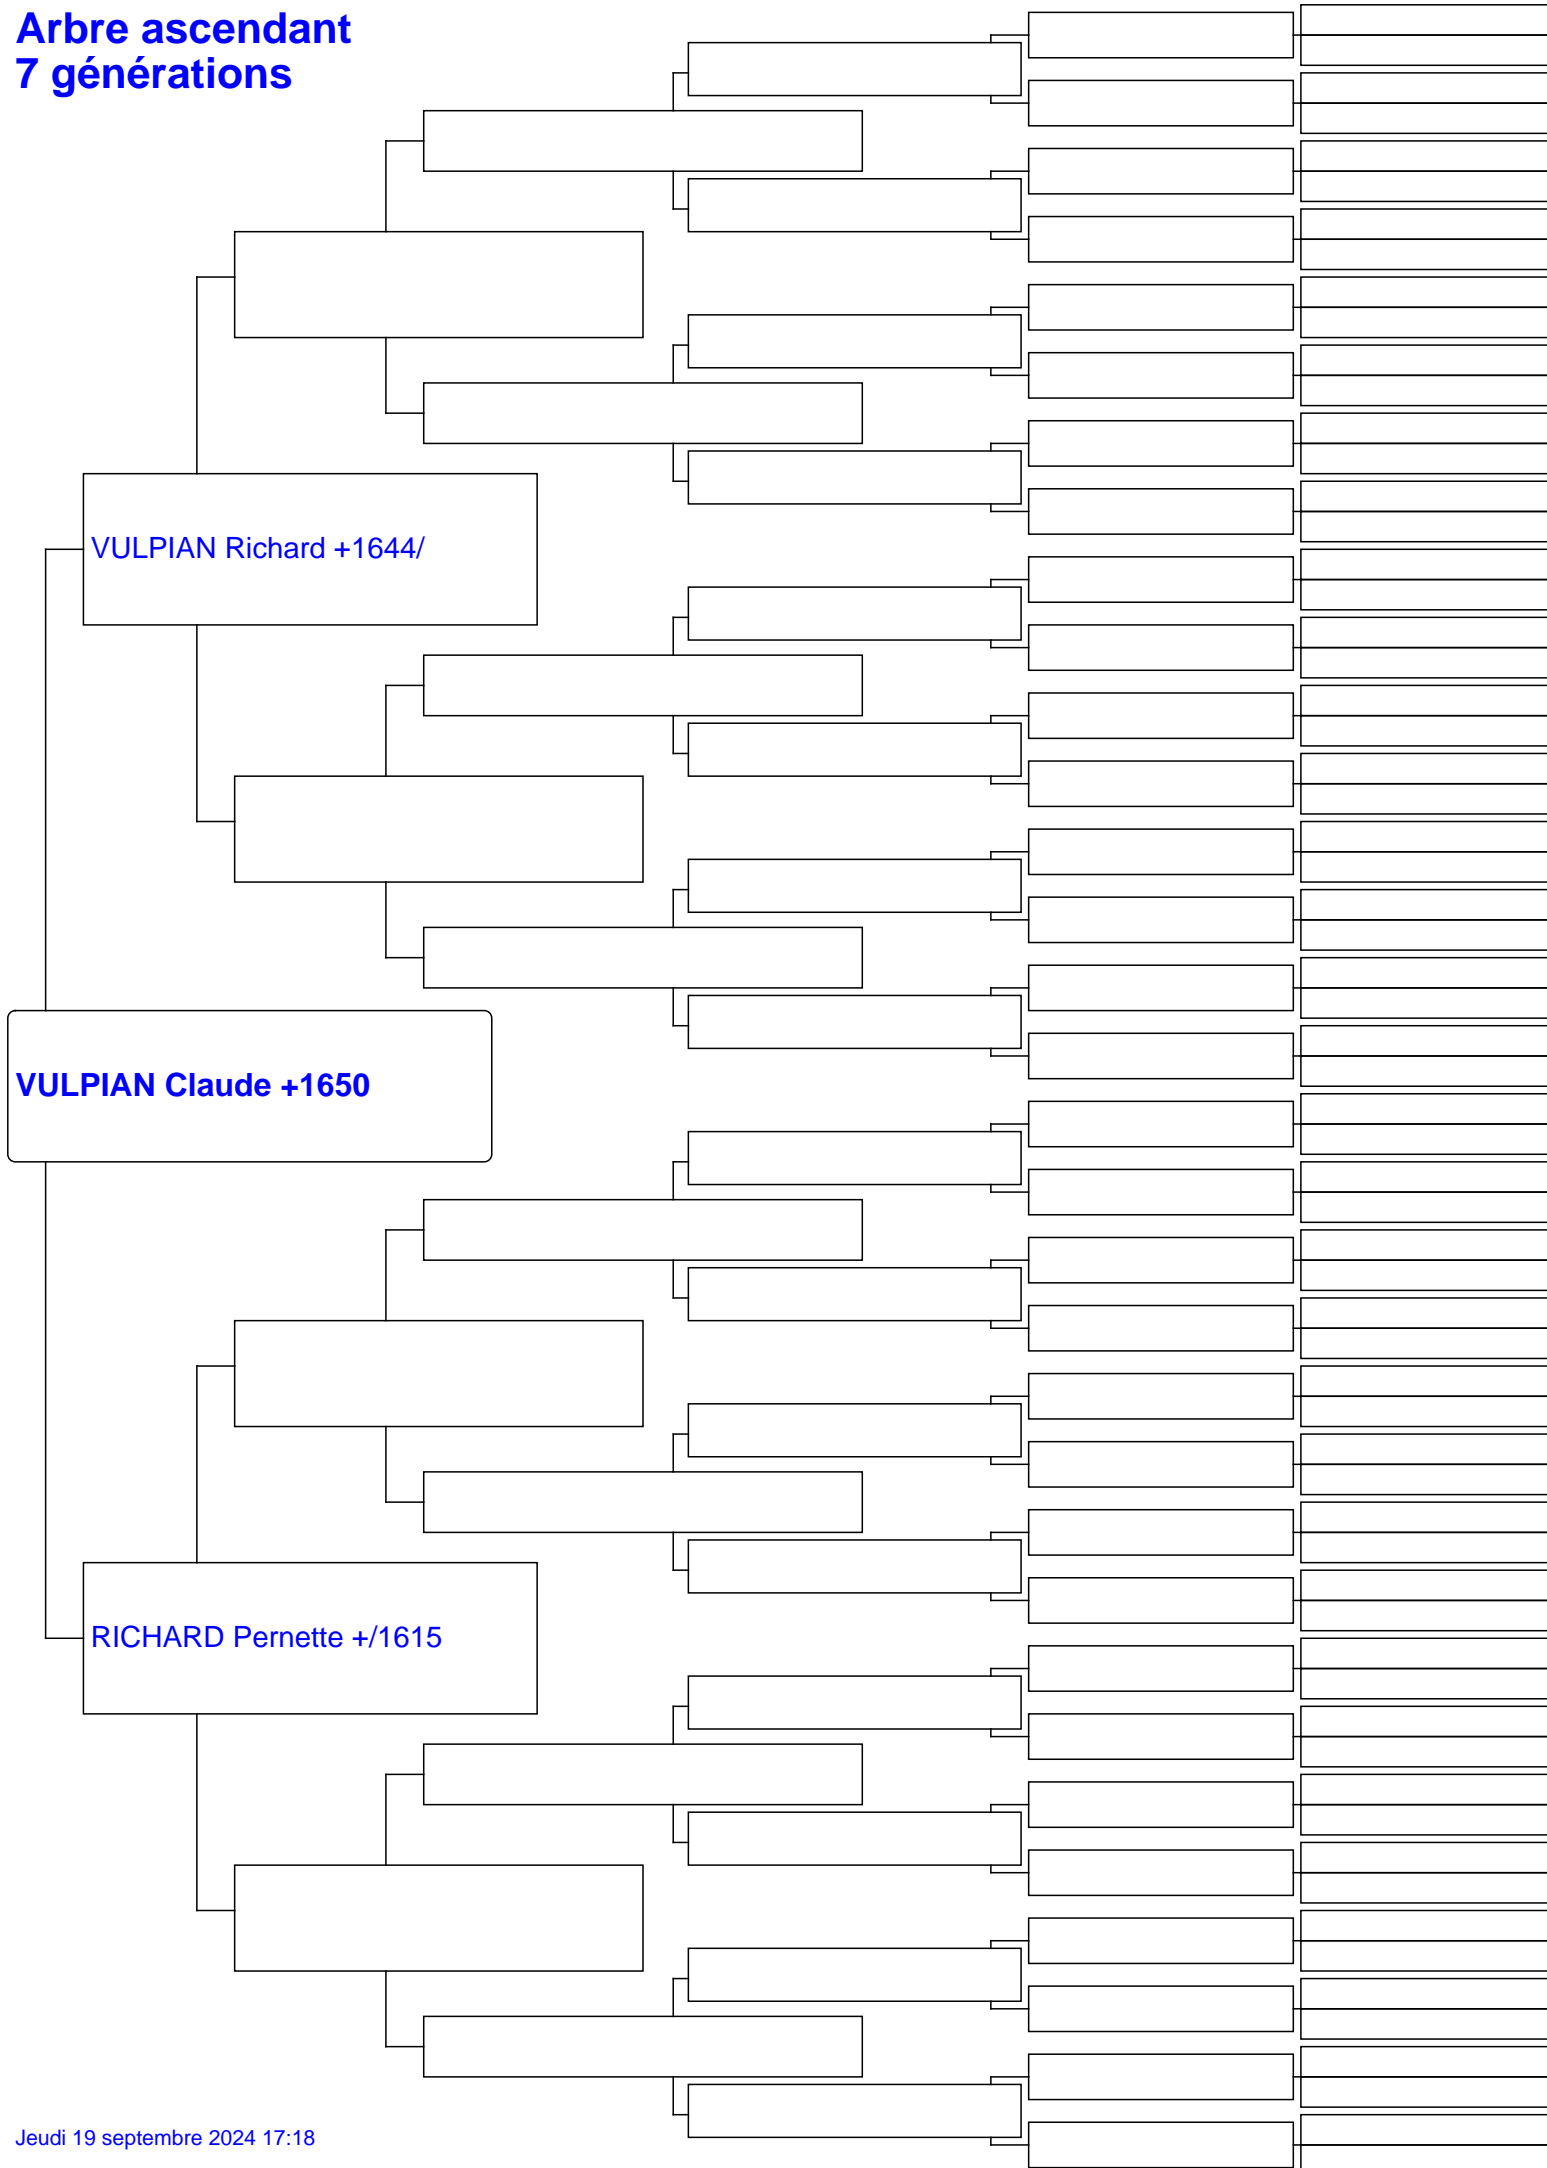 Arbre ascendant
7 générations
VULPIAN Richard +1644/
VULPIAN Claude +1650
RICHARD Pernette +/1615
Jeudi 19 septembre 2024 17:18